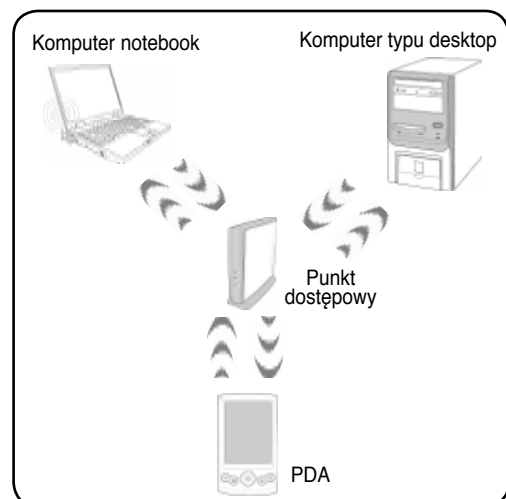 Komputer notebook
Komputer typu desktop
Punkt
dostępowy
PDA